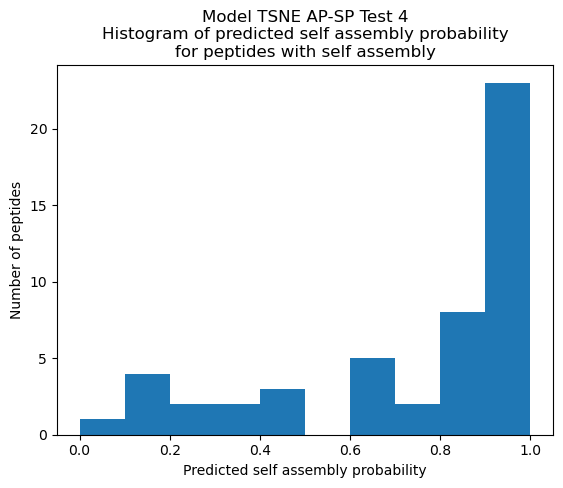 Model TSNE AP-SP Test 4
Histogram of predicted self assembly probability
for peptides with self assembly
20
15
10
5
0
Number of peptides
0.0 0.2 0.4 0.6 0.8 1.0
Predicted self assembly probability